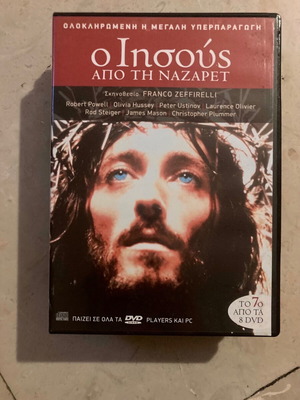 ΟΛΟΚΛΗΡΩΜΕΝΗ Η ΜΕΓΑΛΗ ΥΠΕΡΠΑΡΑΓΩΓΗ
ο Ιησούς
ΑΠΟ ΤΗ ΝΑΖΑΡΕΤ
Σκηνοθεσία FRANCO ZEFFIRELLI
Robert Powell | Olivia Hussey | Peter Ustinov | Laurence Olivier
Rod Steiger | James Mason | Christopher Plummer
ΤΟ 7ο
ΑΠΟ ΤΑ
8 DVD
ΠΑΙΖΕΙ ΣΕ ΟΛΑ ΤΑ DVD PLAYERS ΚΑΙ PC